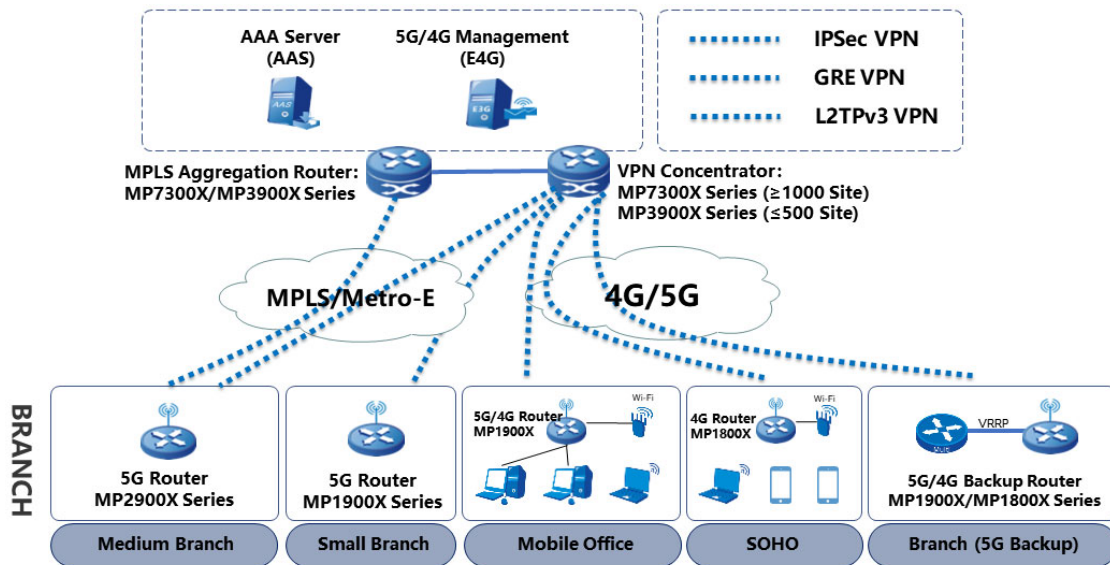 AAA Server
(AAS)
5G/4G Management
(E4G)
AAS
E3G
IPSec VPN
GRE VPN
L2TPv3 VPN
MPLS Aggregation Router:
MP7300X/MP3900X Series
VPN Concentrator:
MP7300X Series (≥1000 Site)
MP3900X Series (≤500 Site)
MPLS/Metro-E
4G/5G
BRANCH
5G Router
MP2900X Series
5G Router
MP1900X Series
5G/4G Router
MP1900X
Wi-Fi
4G Router
MP1800X
Wi-Fi
VRRP
5G/4G Backup Router
MP1900X/MP1800X Series
Medium Branch
Small Branch
Mobile Office
SOHO
Branch (5G Backup)